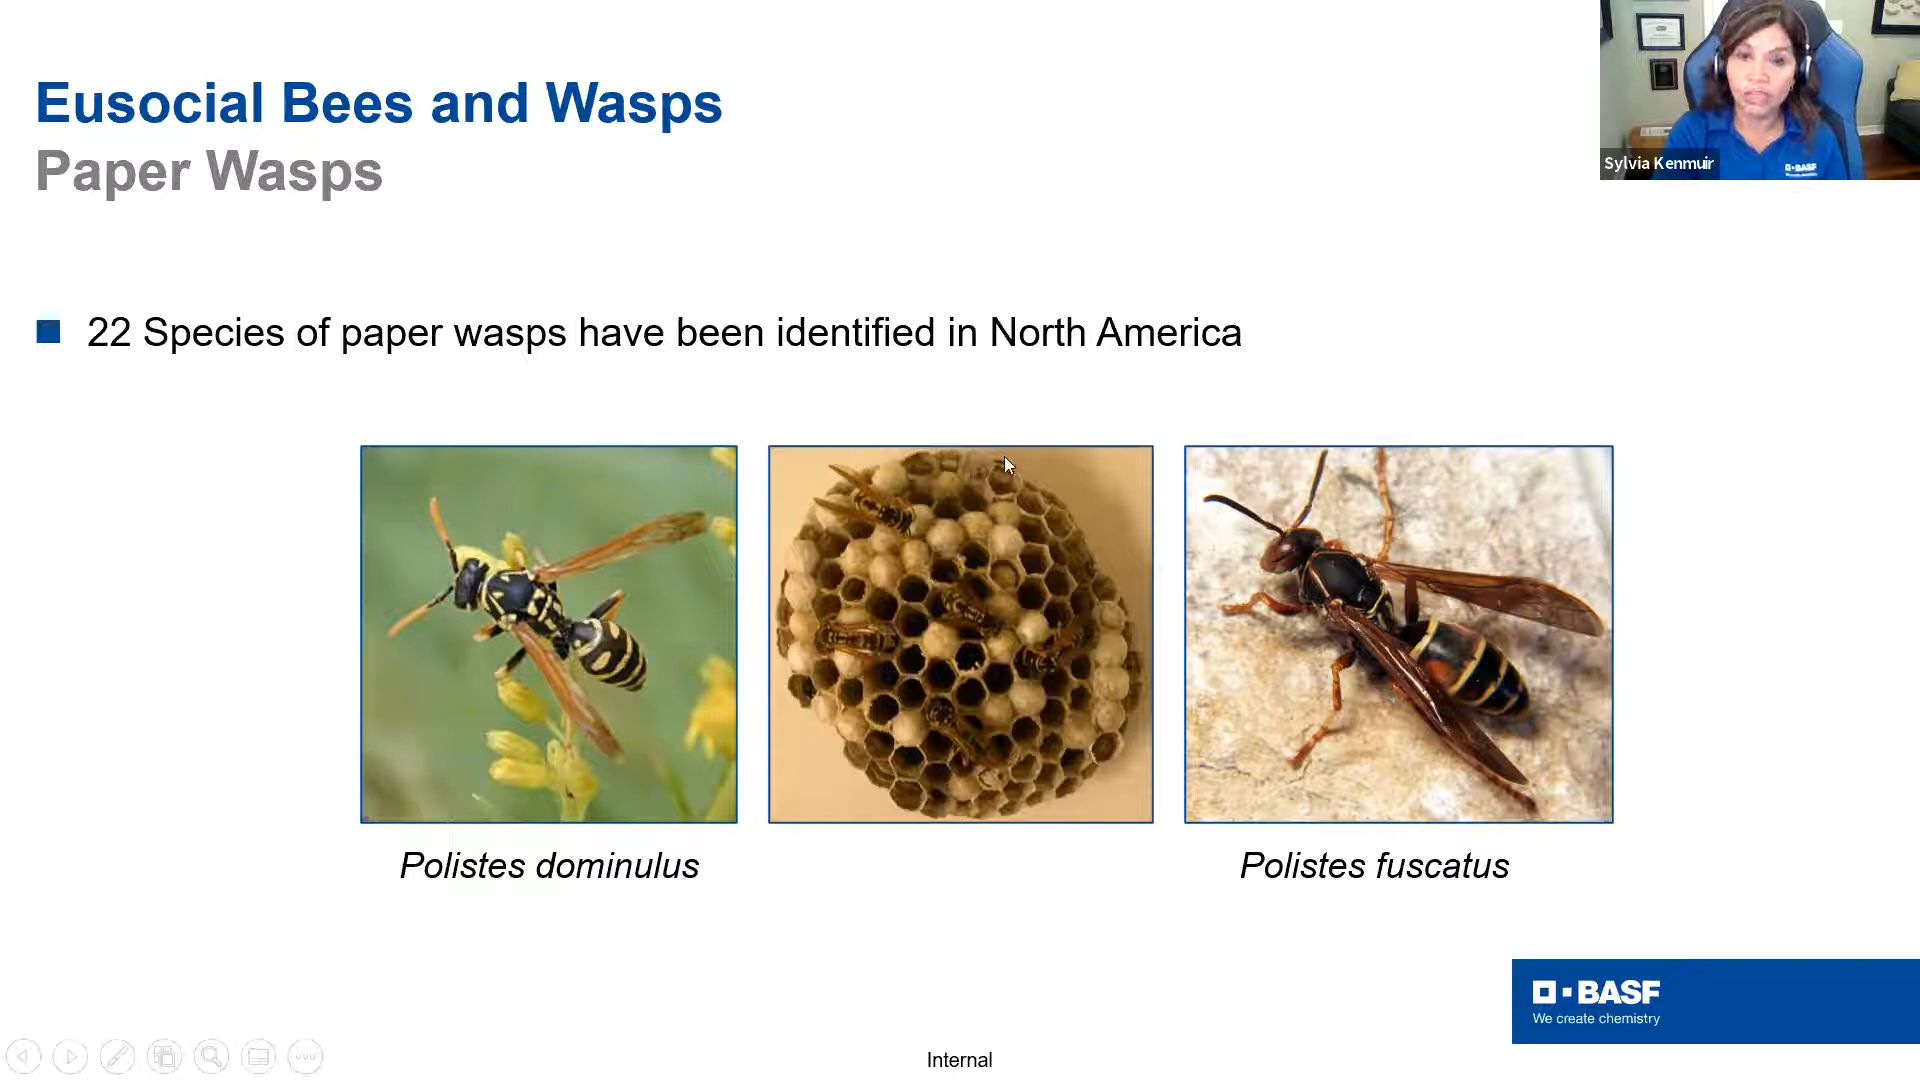 Eusocial Bees and Wasps
Paper Wasps
Sylvia Kenmuir
BASF
22 Species of paper wasps have been identified in North America
Polistes dominulus
Polistes fuscatus
BASF
We create chemistry
Internal